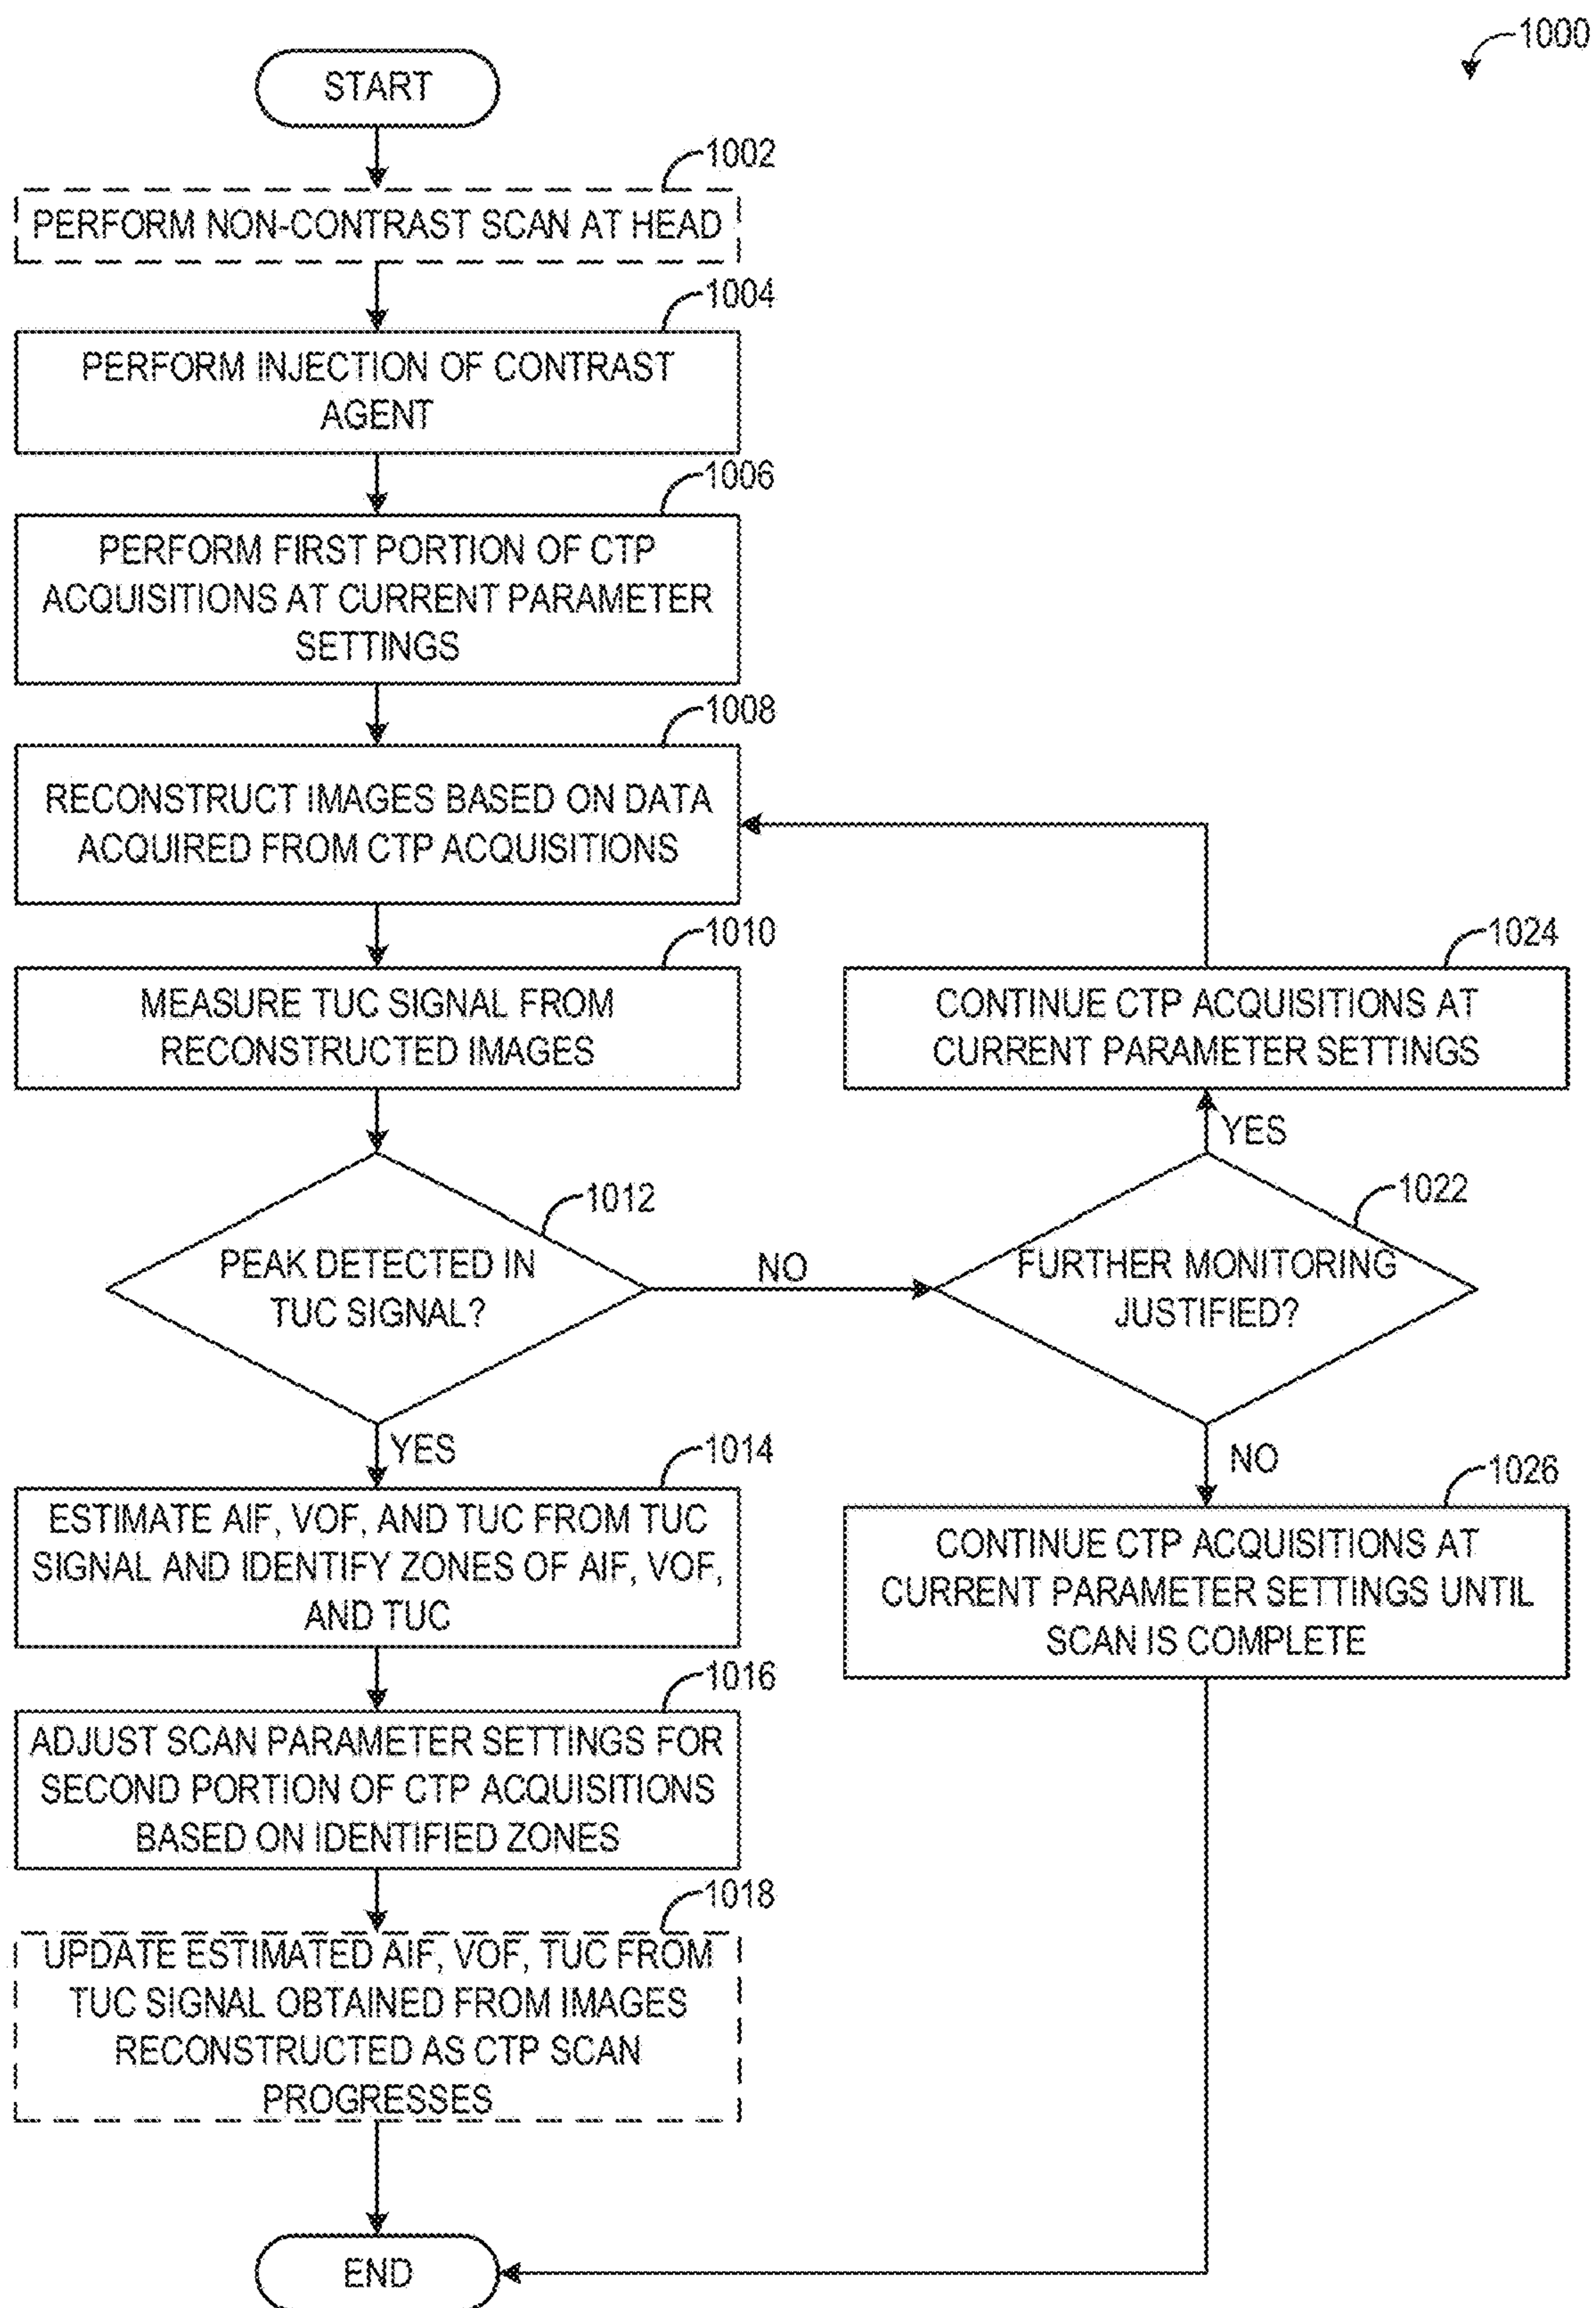 1000
START
1002
PERFORM NON-CONTRAST SCAN AT HEAD
1004
PERFORM INJECTION OF CONTRAST
AGENT
1006
PERFORM FIRST PORTION OF CTP
ACQUISITIONS AT CURRENT PARAMETER
SETTINGS
1008
RECONSTRUCT IMAGES BASED ON DATA
ACQUIRED FROM CTP ACQUISITIONS
1010
MEASURE TUC SIGNAL FROM
RECONSTRUCTED IMAGES
1012
PEAK DETECTED IN
TUC SIGNAL?
NO
YES
1014
ESTIMATE AIF, VOF, AND TUC FROM TUC
SIGNAL AND IDENTIFY ZONES OF AIF, VOF,
AND TUC
1016
ADJUST SCAN PARAMETER SETTINGS FOR
SECOND PORTION OF CTP ACQUISITIONS
BASED ON IDENTIFIED ZONES
1018
UPDATE ESTIMATED AIF, VOF, TUC FROM
TUC SIGNAL OBTAINED FROM IMAGES
RECONSTRUCTED AS CTP SCAN
PROGRESSES
END
1024
CONTINUE CTP ACQUISITIONS AT
CURRENT PARAMETER SETTINGS
YES
1022
FURTHER MONITORING
JUSTIFIED?
NO
1026
CONTINUE CTP ACQUISITIONS AT
CURRENT PARAMETER SETTINGS UNTIL
SCAN IS COMPLETE